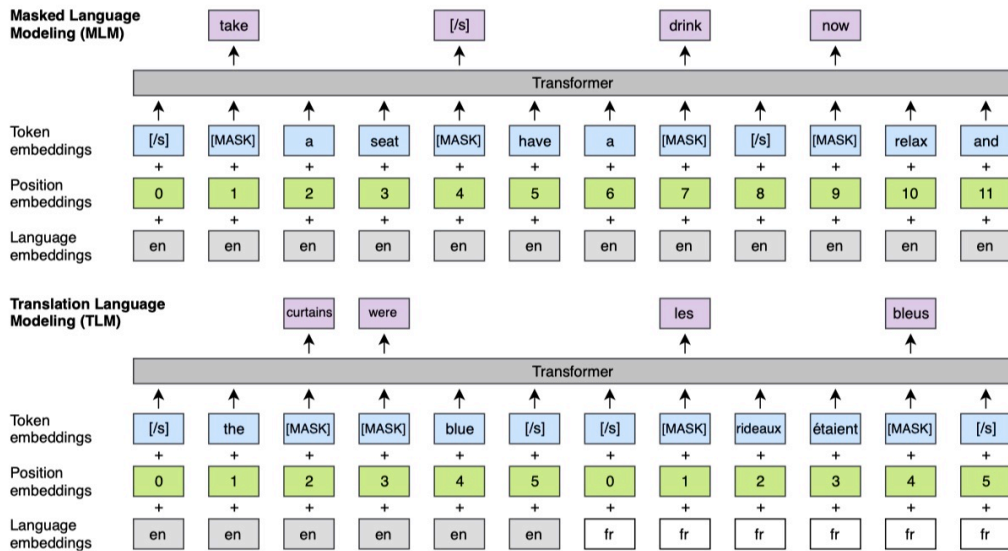 Masked Language
Modeling (MLM)
take [/s] drink now
Transformer
Token
embeddings
[/s] [MASK] a seat [MASK] have a [MASK] [/s] [MASK] relax and
+ + + + + + + + + + + +
Position
embeddings
0 1 2 3 4 5 6 7 8 9 10 11
+ + + + + + + + + + + +
Language
embeddings
en en en en en en en en en en en en
Translation Language
Modeling (TLM)
curtains were les bleus
Transformer
Token
embeddings
[/s] the [MASK] [MASK] blue [/s] [/s] [MASK] rideaux étaient [MASK] [/s]
+ + + + + + + + + + + +
Position
embeddings
0 1 2 3 4 5 0 1 2 3 4 5
+ + + + + + + + + + + +
Language
embeddings
en en en en en en fr fr fr fr fr fr